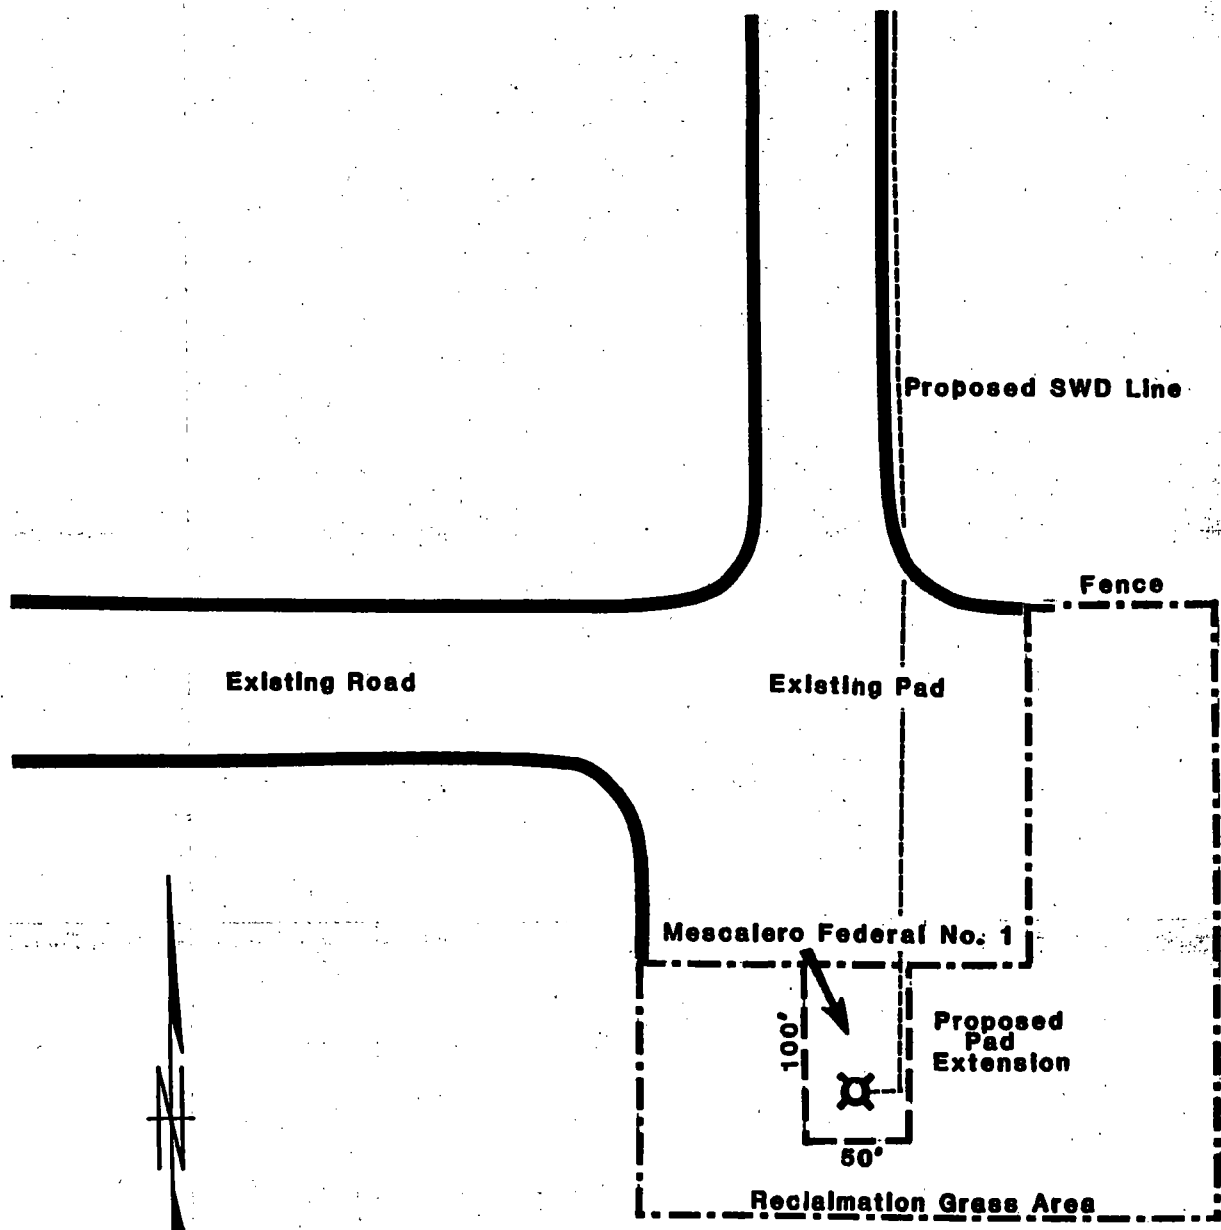 Proposed SWD Line
Fence
Existing Road
Existing Pad
Mescalero Federal No. 1
100'
Proposed
Pad
Extension
N
50'
Reclaimation Grass Area